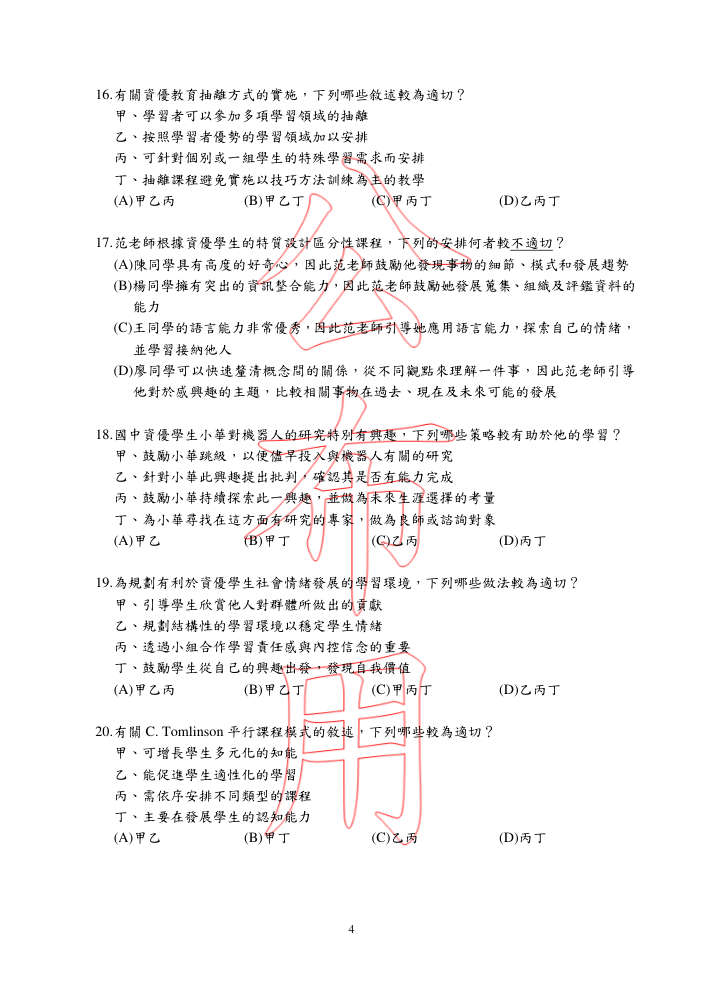 16.有關資優教育抽離方式的實施，下列哪些敘述較為適切？
甲、學習者可以參加多項學習領域的抽離
乙、按照學習者優勢的學習領域加以安排
丙、可針對個別或一組學生的特殊學習需求而安排
丁、抽離課程避免實施以技巧方法訓練為主的教學
(A)甲乙丙 (B)甲乙丁 (C)甲丙丁 (D)乙丙丁
17.范老師根據資優學生的特質設計區分性課程，下列的安排何者較不適切？
(A)陳同學具有高度的好奇心，因此范老師鼓勵他發現事物的細節、模式和發展趨勢
(B)楊同學擁有突出的資訊整合能力，因此范老師鼓勵她發展蒐集、組織及評鑑資料的
能力
(C)王同學的語言能力非常優秀，因此范老師引導她應用語言能力，探索自己的情緒，
並學習接納他人
(D)廖同學可以快速釐清概念間的關係，從不同觀點來理解一件事，因此范老師引導
他對於感興趣的主題，比較相關事物在過去、現在及未來可能的發展
18.國中資優學生小華對機器人的研究特別有興趣，下列哪些策略較有助於他的學習？
甲、鼓勵小華跳級，以便儘早投入與機器人有關的研究
乙、針對小華此興趣提出批判，確認其是否有能力完成
丙、鼓勵小華持續探索此一興趣，並做為未來生涯選擇的考量
丁、為小華尋找在這方面有研究的專家，做為良師或諮詢對象
(A)甲乙 (B)甲丁 (C)乙丙 (D)丙丁
19.為規劃有利於資優學生社會情緒發展的學習環境，下列哪些做法較為適切？
甲、引導學生欣賞他人對群體所做出的貢獻
乙、規劃結構性的學習環境以穩定學生情緒
丙、透過小組合作學習責任感與內控信念的重要
丁、鼓勵學生從自己的興趣出發，發現自我價值
(A)甲乙丙 (B)甲乙丁 (C)甲丙丁 (D)乙丙丁
20.有關 C. Tomlinson 平行課程模式的敘述，下列哪些較為適切？
甲、可增長學生多元化的知能
乙、能促進學生適性化的學習
丙、需依序安排不同類型的課程
丁、主要在發展學生的認知能力
(A)甲乙 (B)甲丁 (C)乙丙 (D)丙丁
公布用
4